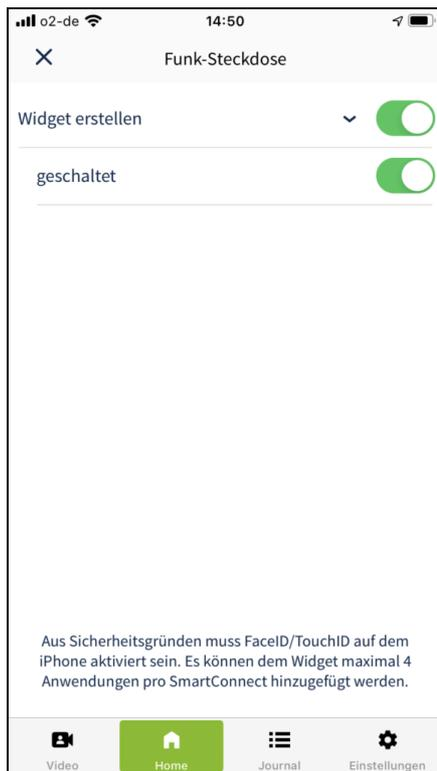 o2-de 14:50
Funk-Steckdose
Widget erstellen
geschaltet
Aus Sicherheitsgründen muss FaceID/TouchID auf dem
iPhone aktiviert sein. Es können dem Widget maximal 4
Anwendungen pro SmartConnect hinzugefügt werden.
Video Home Journal Einstellungen